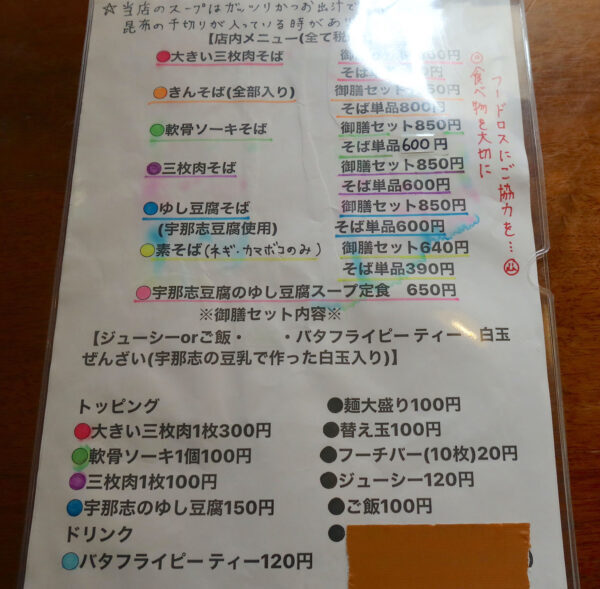 ☆当店のスープはガッツリかつお出汁で
昆布の千切りが入っている時があ
【店内メニュー(全て税
●大きい三枚肉そば
そば
●きんそば(全部入り) 御膳セット
そば単品800円
●軟骨ソーキそば 御膳セット850円
そば単品600円
●三枚肉そば 御膳セット850円
そば単品600円
●ゆし豆腐そば 御膳セット850円
(宇那志豆腐使用) そば単品600円
●素そば(ネギ・カマボコのみ) 御膳セット640円
そば単品390円
●宇那志豆腐のゆし豆腐スープ定食 650円
※御膳セット内容※
【ジューシーorご飯・ ・バタフライピーティー・白玉
ぜんざい(宇那志の豆乳で作った白玉入り)】
フードロスにご協力を…
食べ物を大切に
トッピング
●大きい三枚肉1枚300円
●軟骨ソーキ1個100円
●三枚肉1枚100円
●宇那志のゆし豆腐150円
ドリンク
●バタフライピーティー120円
●麺大盛り100円
●替え玉100円
●フーチバー(10枚)20円
●ジューシー120円
●ご飯100円